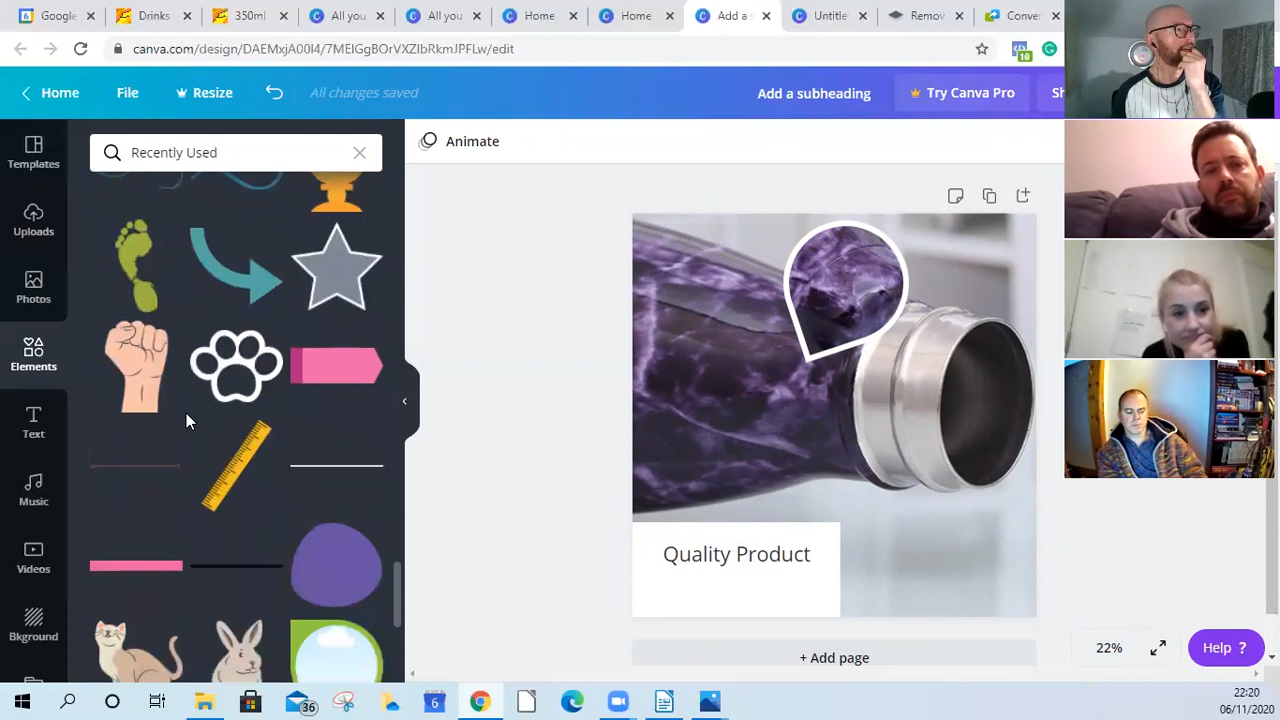 Google
Drinks
350ml
All you
All you
Home
Home
Add a s
Untitle
Remov
Conver
canva.com/design/DAEMxjA00I4/7MEIGgBOrVXZIbRkmJPFLw/edit
10
Home
File
Resize
All changes saved
Add a subheading
Try Canva Pro
Sh
Templates
Uploads
Photos
Elements
Text
Music
Videos
Bkground
Recently Used
Animate
Quality Product
+ Add page
22%
Help ?
36
6
22:20
06/11/2020